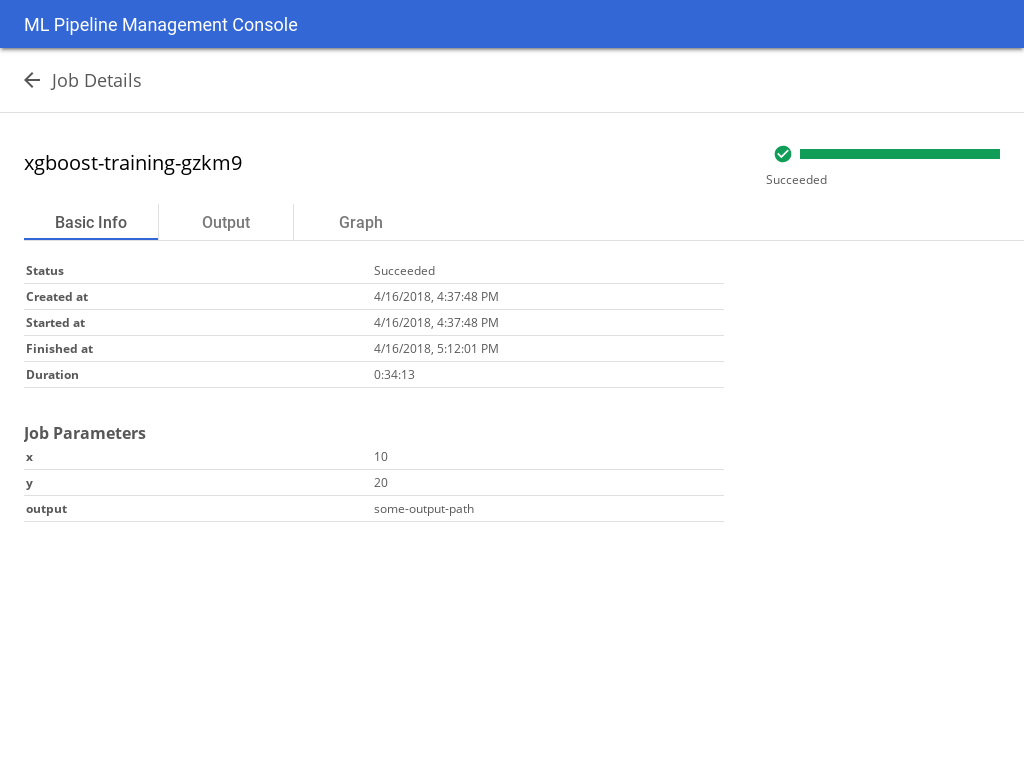 ML Pipeline Management Console
Job Details
xgboost-training-gzkm9
Succeeded
Basic Info Output Graph
Status Succeeded
Created at 4/16/2018, 4:37:48 PM
Started at 4/16/2018, 4:37:48 PM
Finished at 4/16/2018, 5:12:01 PM
Duration 0:34:13
Job Parameters
x 10
y 20
output some-output-path